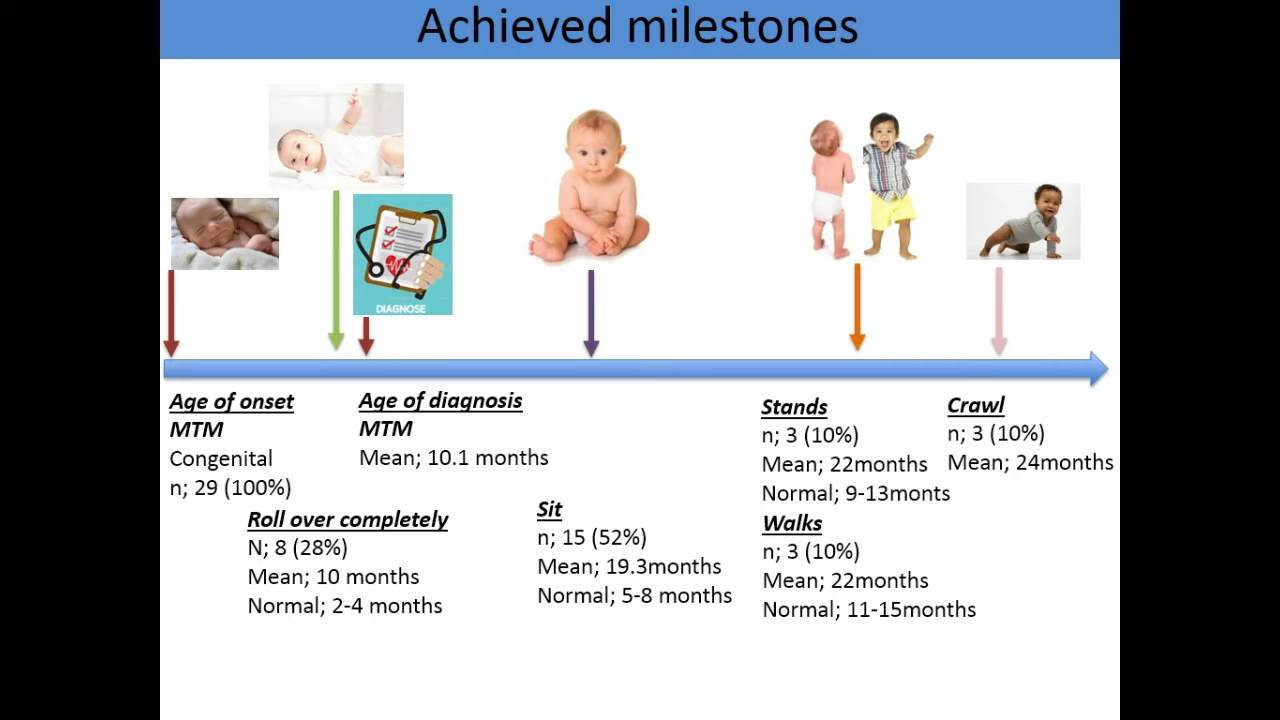 Achieved milestones
DIAGNOSE
Age of onset
MTM
Congenital
n; 29 (100%)
Roll over completely
N; 8 (28%)
Mean; 10 months
Normal; 2-4 months
Age of diagnosis
MTM
Mean; 10.1 months
Sit
n; 15 (52%)
Mean; 19.3months
Normal; 5-8 months
Stands
n; 3 (10%)
Mean; 22months
Normal; 9-13monts
Walks
n; 3 (10%)
Mean; 22months
Normal; 11-15months
Crawl
n; 3 (10%)
Mean; 24months